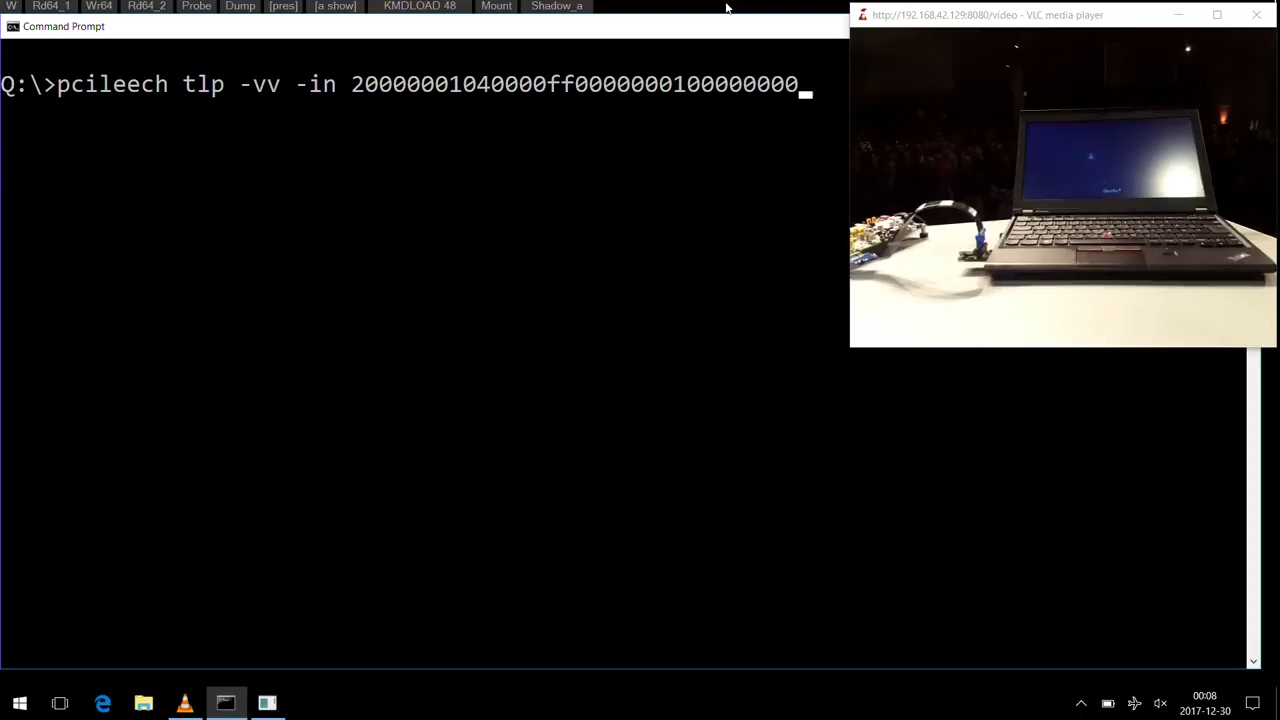 W Rd64_1 Wr64 Rd64_2 Probe Dump [pres] [a show] KMDLOAD 48 Mount Shadow_a
http://192.168.42.129:8080/video - VLC media player
Command Prompt
Q:\>pcileech tlp -vv -in 20000001040000ff0000000100000000
ubuntu
00:08
2017-12-30